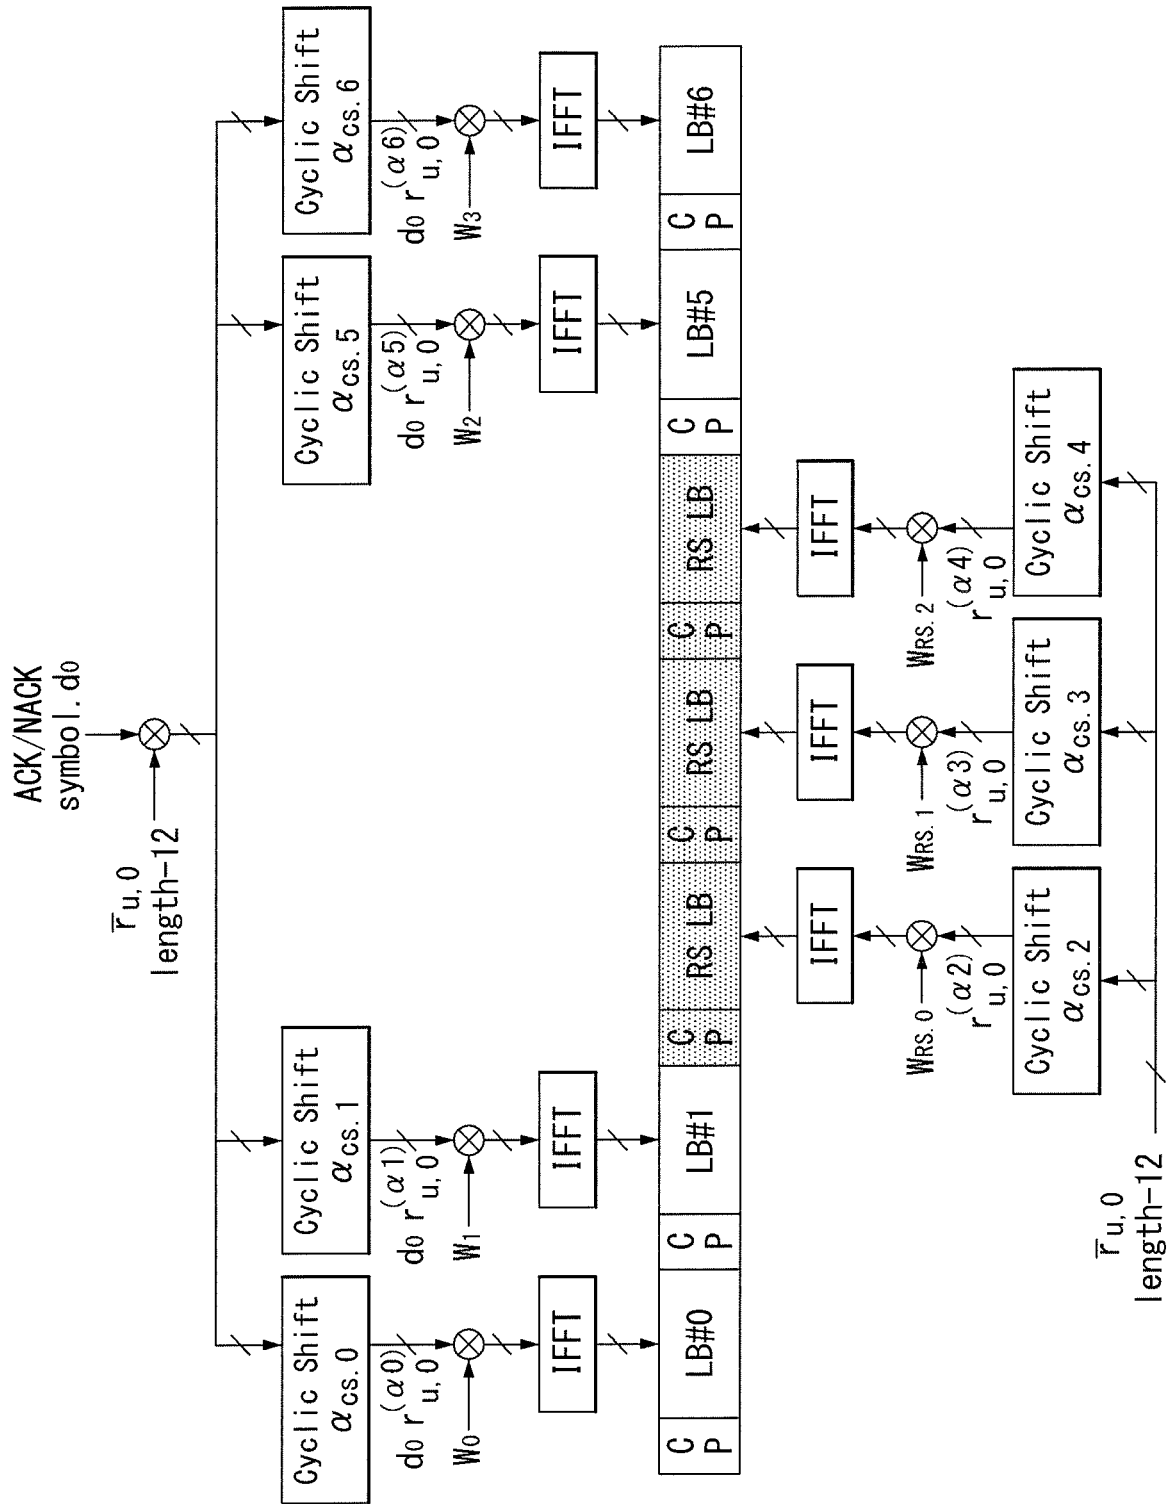 ACK/NACK
symbol.d0
r̅u,0
length-12
Cyclic Shift
αcs.0
Cyclic Shift
αcs.1
Cyclic Shift
αcs.5
Cyclic Shift
αcs.6
d0 r(α0)u,0
d0 r(α1)u,0
d0 r(α5)u,0
d0 r(α6)u,0
W0
W1
W2
W3
IFFT
IFFT
IFFT
IFFT
CP
LB#0
CP
LB#1
CP
RS LB
CP
RS LB
CP
RS LB
CP
LB#5
CP
LB#6
IFFT
IFFT
IFFT
WRS.0
WRS.1
WRS.2
r(α2)u,0
r(α3)u,0
r(α4)u,0
Cyclic Shift
αcs.2
Cyclic Shift
αcs.3
Cyclic Shift
αcs.4
r̅u,0
length-12